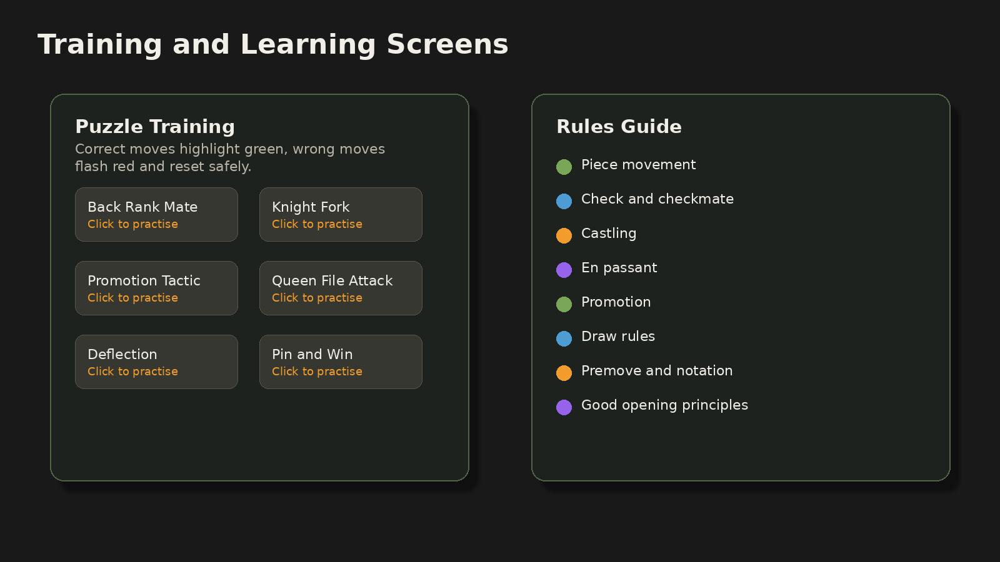 Training and Learning Screens
Puzzle Training
Correct moves highlight green, wrong moves
flash red and reset safely.
Back Rank Mate
Click to practise
Knight Fork
Click to practise
Promotion Tactic
Click to practise
Queen File Attack
Click to practise
Deflection
Click to practise
Pin and Win
Click to practise
Rules Guide
Piece movement
Check and checkmate
Castling
En passant
Promotion
Draw rules
Premove and notation
Good opening principles